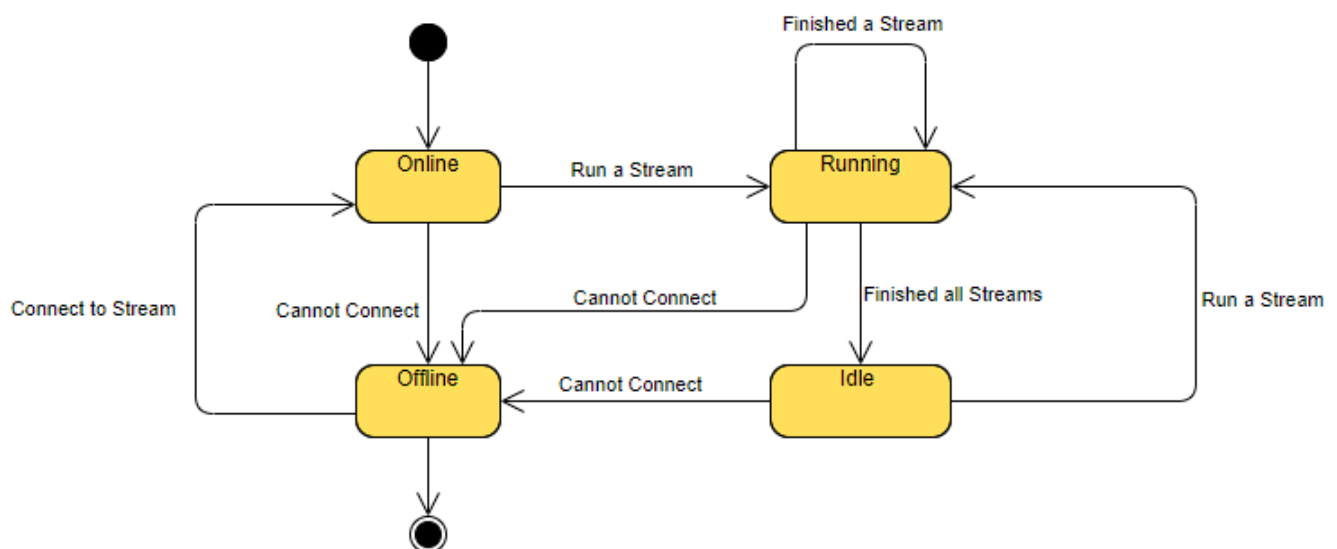 Finished a Stream
Online
Run a Stream
Running
Connect to Stream
Cannot Connect
Cannot Connect
Finished all Streams
Run a Stream
Offline
Cannot Connect
Idle